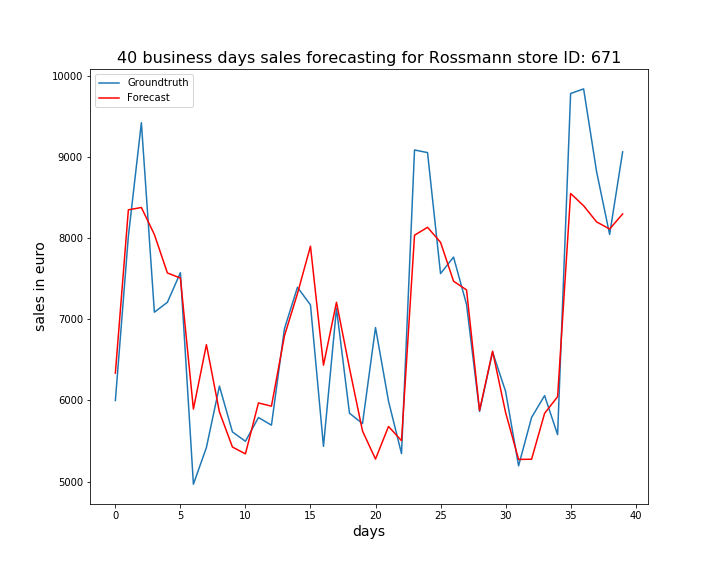 40 business days sales forecasting for Rossmann store ID: 671
Groundtruth
Forecast
10000
9000
8000
7000
6000
5000
sales in euro
0 5 10 15 20 25 30 35 40
days